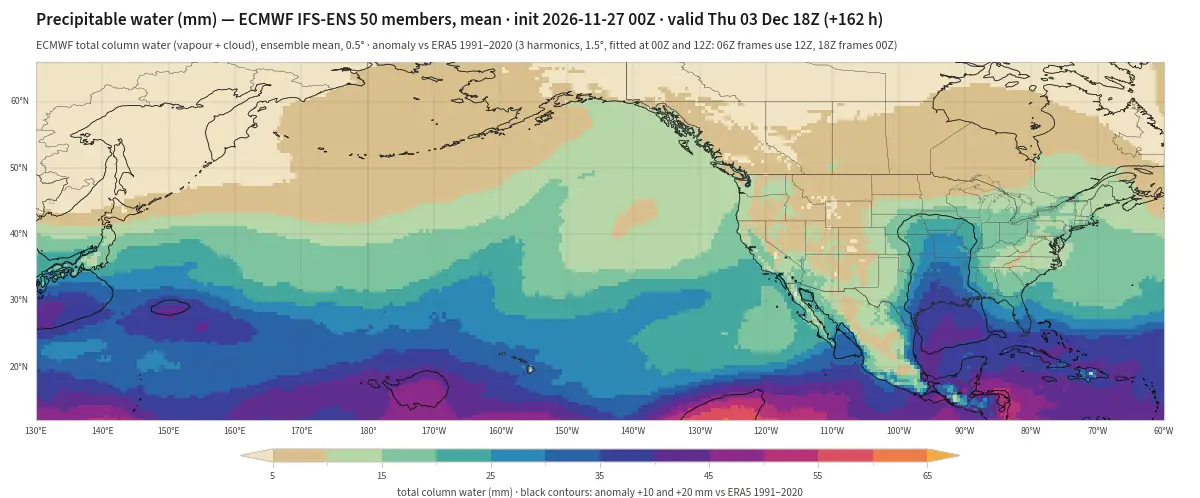 Precipitable water (mm) — ECMWF IFS-ENS 50 members, mean · init 2026-11-27 00Z · valid Thu 03 Dec 18Z (+162 h)
ECMWF total column water (vapour + cloud), ensemble mean, 0.5° · anomaly vs ERA5 1991–2020 (3 harmonics, 1.5°, fitted at 00Z and 12Z: 06Z frames use 12Z, 18Z frames 00Z)
60°N
50°N
40°N
30°N
20°N
130°E 140°E 150°E 160°E 170°E 180° 170°W 160°W 150°W 140°W 130°W 120°W 110°W 100°W 90°W 80°W 70°W 60°W
5 15 25 35 45 55 65
total column water (mm) · black contours: anomaly +10 and +20 mm vs ERA5 1991–2020